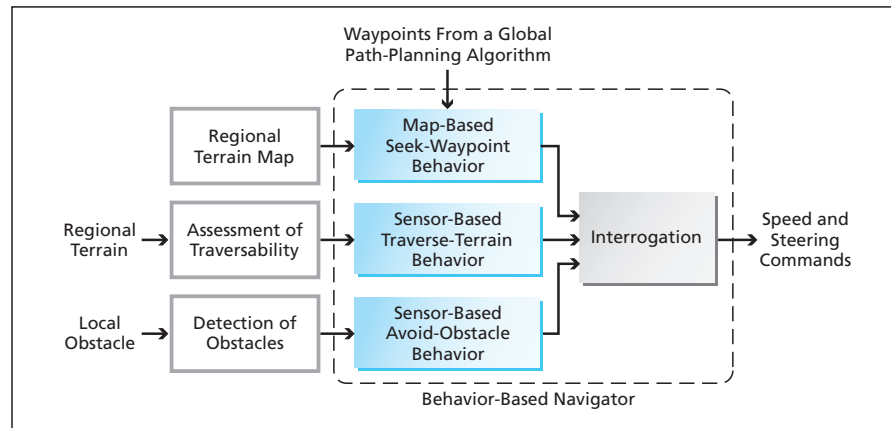 Waypoints From a Global
Path-Planning Algorithm
Regional
Terrain Map
Map-Based
Seek-Waypoint
Behavior
Regional
Terrain
Assessment of
Traversability
Sensor-Based
Traverse-Terrain
Behavior
Interrogation
Speed and
Steering
Commands
Local
Obstacle
Detection of
Obstacles
Sensor-Based
Avoid-Obstacle
Behavior
Behavior-Based Navigator